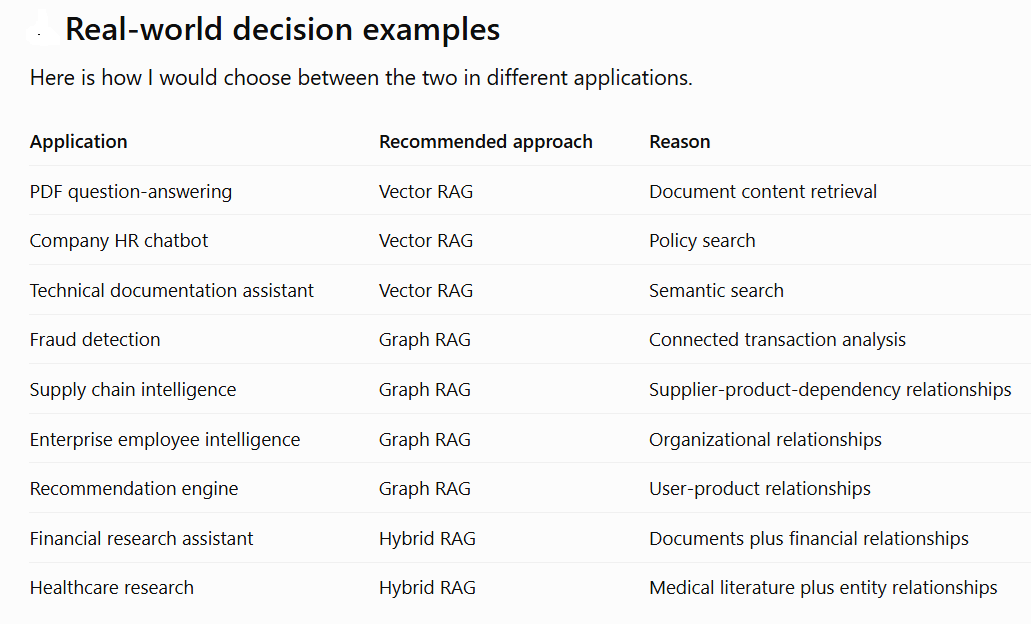 Real-world decision examples
Here is how I would choose between the two in different applications.
Application Recommended approach Reason
PDF question-answering Vector RAG Document content retrieval
Company HR chatbot Vector RAG Policy search
Technical documentation assistant Vector RAG Semantic search
Fraud detection Graph RAG Connected transaction analysis
Supply chain intelligence Graph RAG Supplier-product-dependency relationships
Enterprise employee intelligence Graph RAG Organizational relationships
Recommendation engine Graph RAG User-product relationships
Financial research assistant Hybrid RAG Documents plus financial relationships
Healthcare research Hybrid RAG Medical literature plus entity relationships